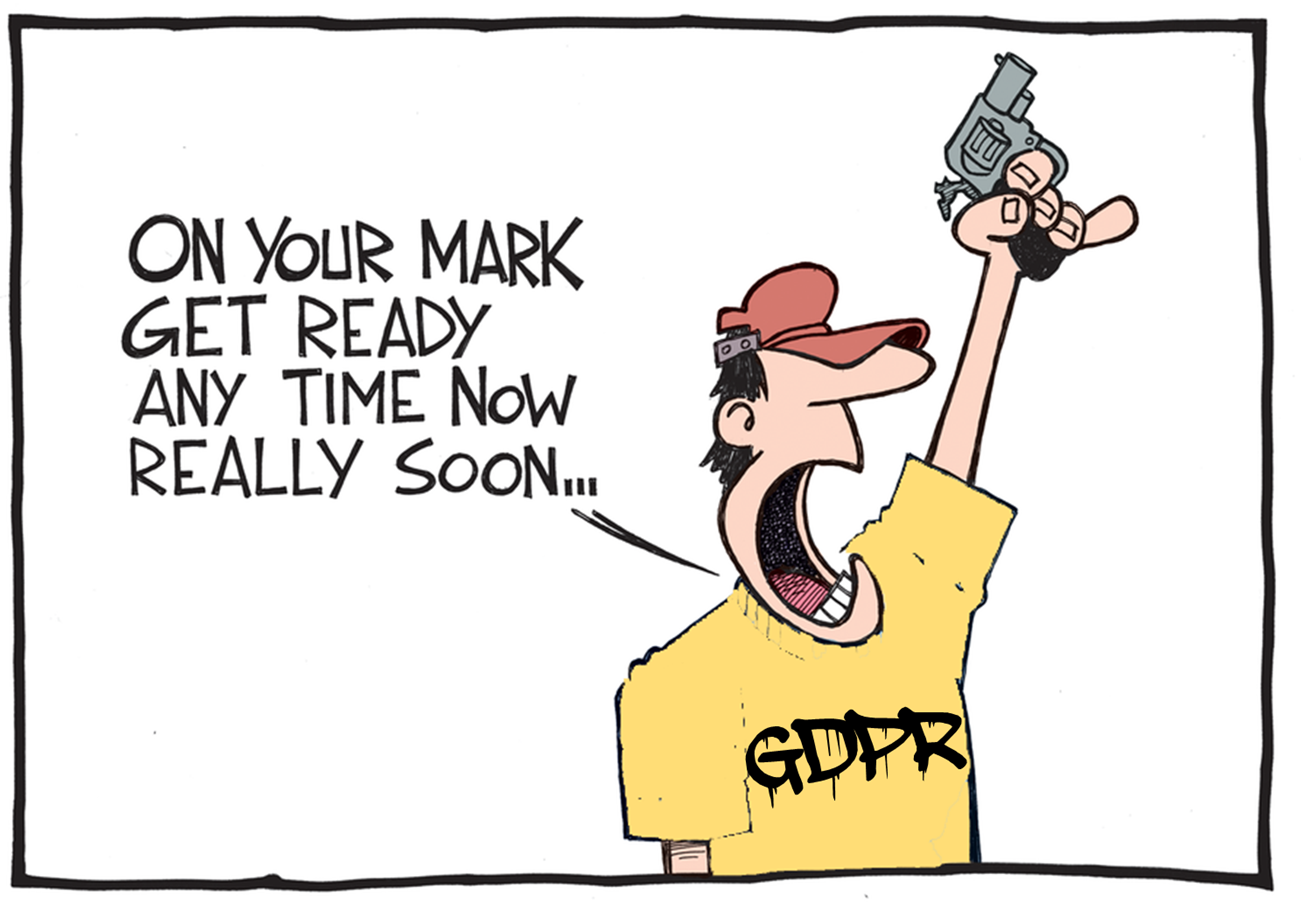 ON YOUR MARK
GET READY
ANY TIME NOW
REALLY SOON...
GDPR